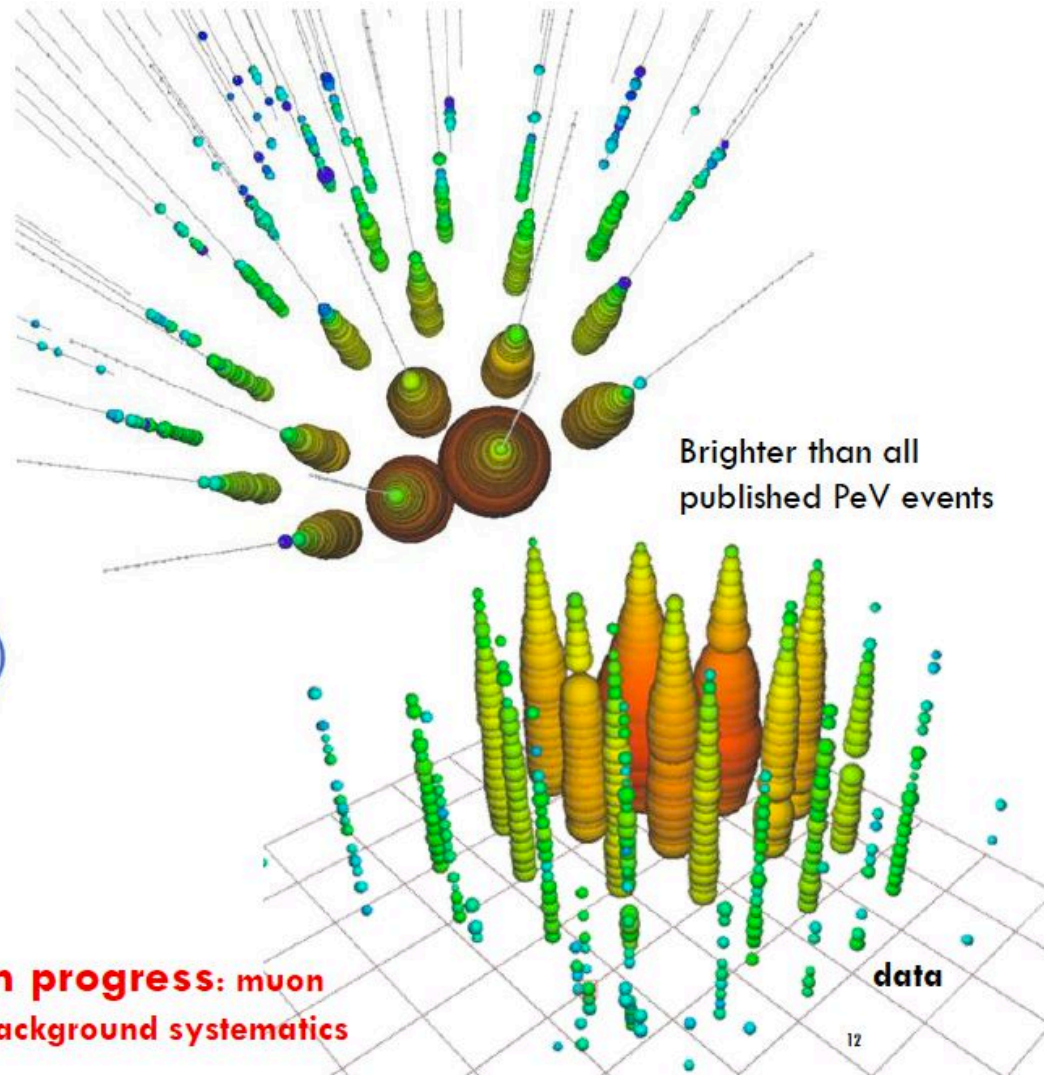 Brighter than all
published PeV events
n progress: muon
ackground systematics
data
12